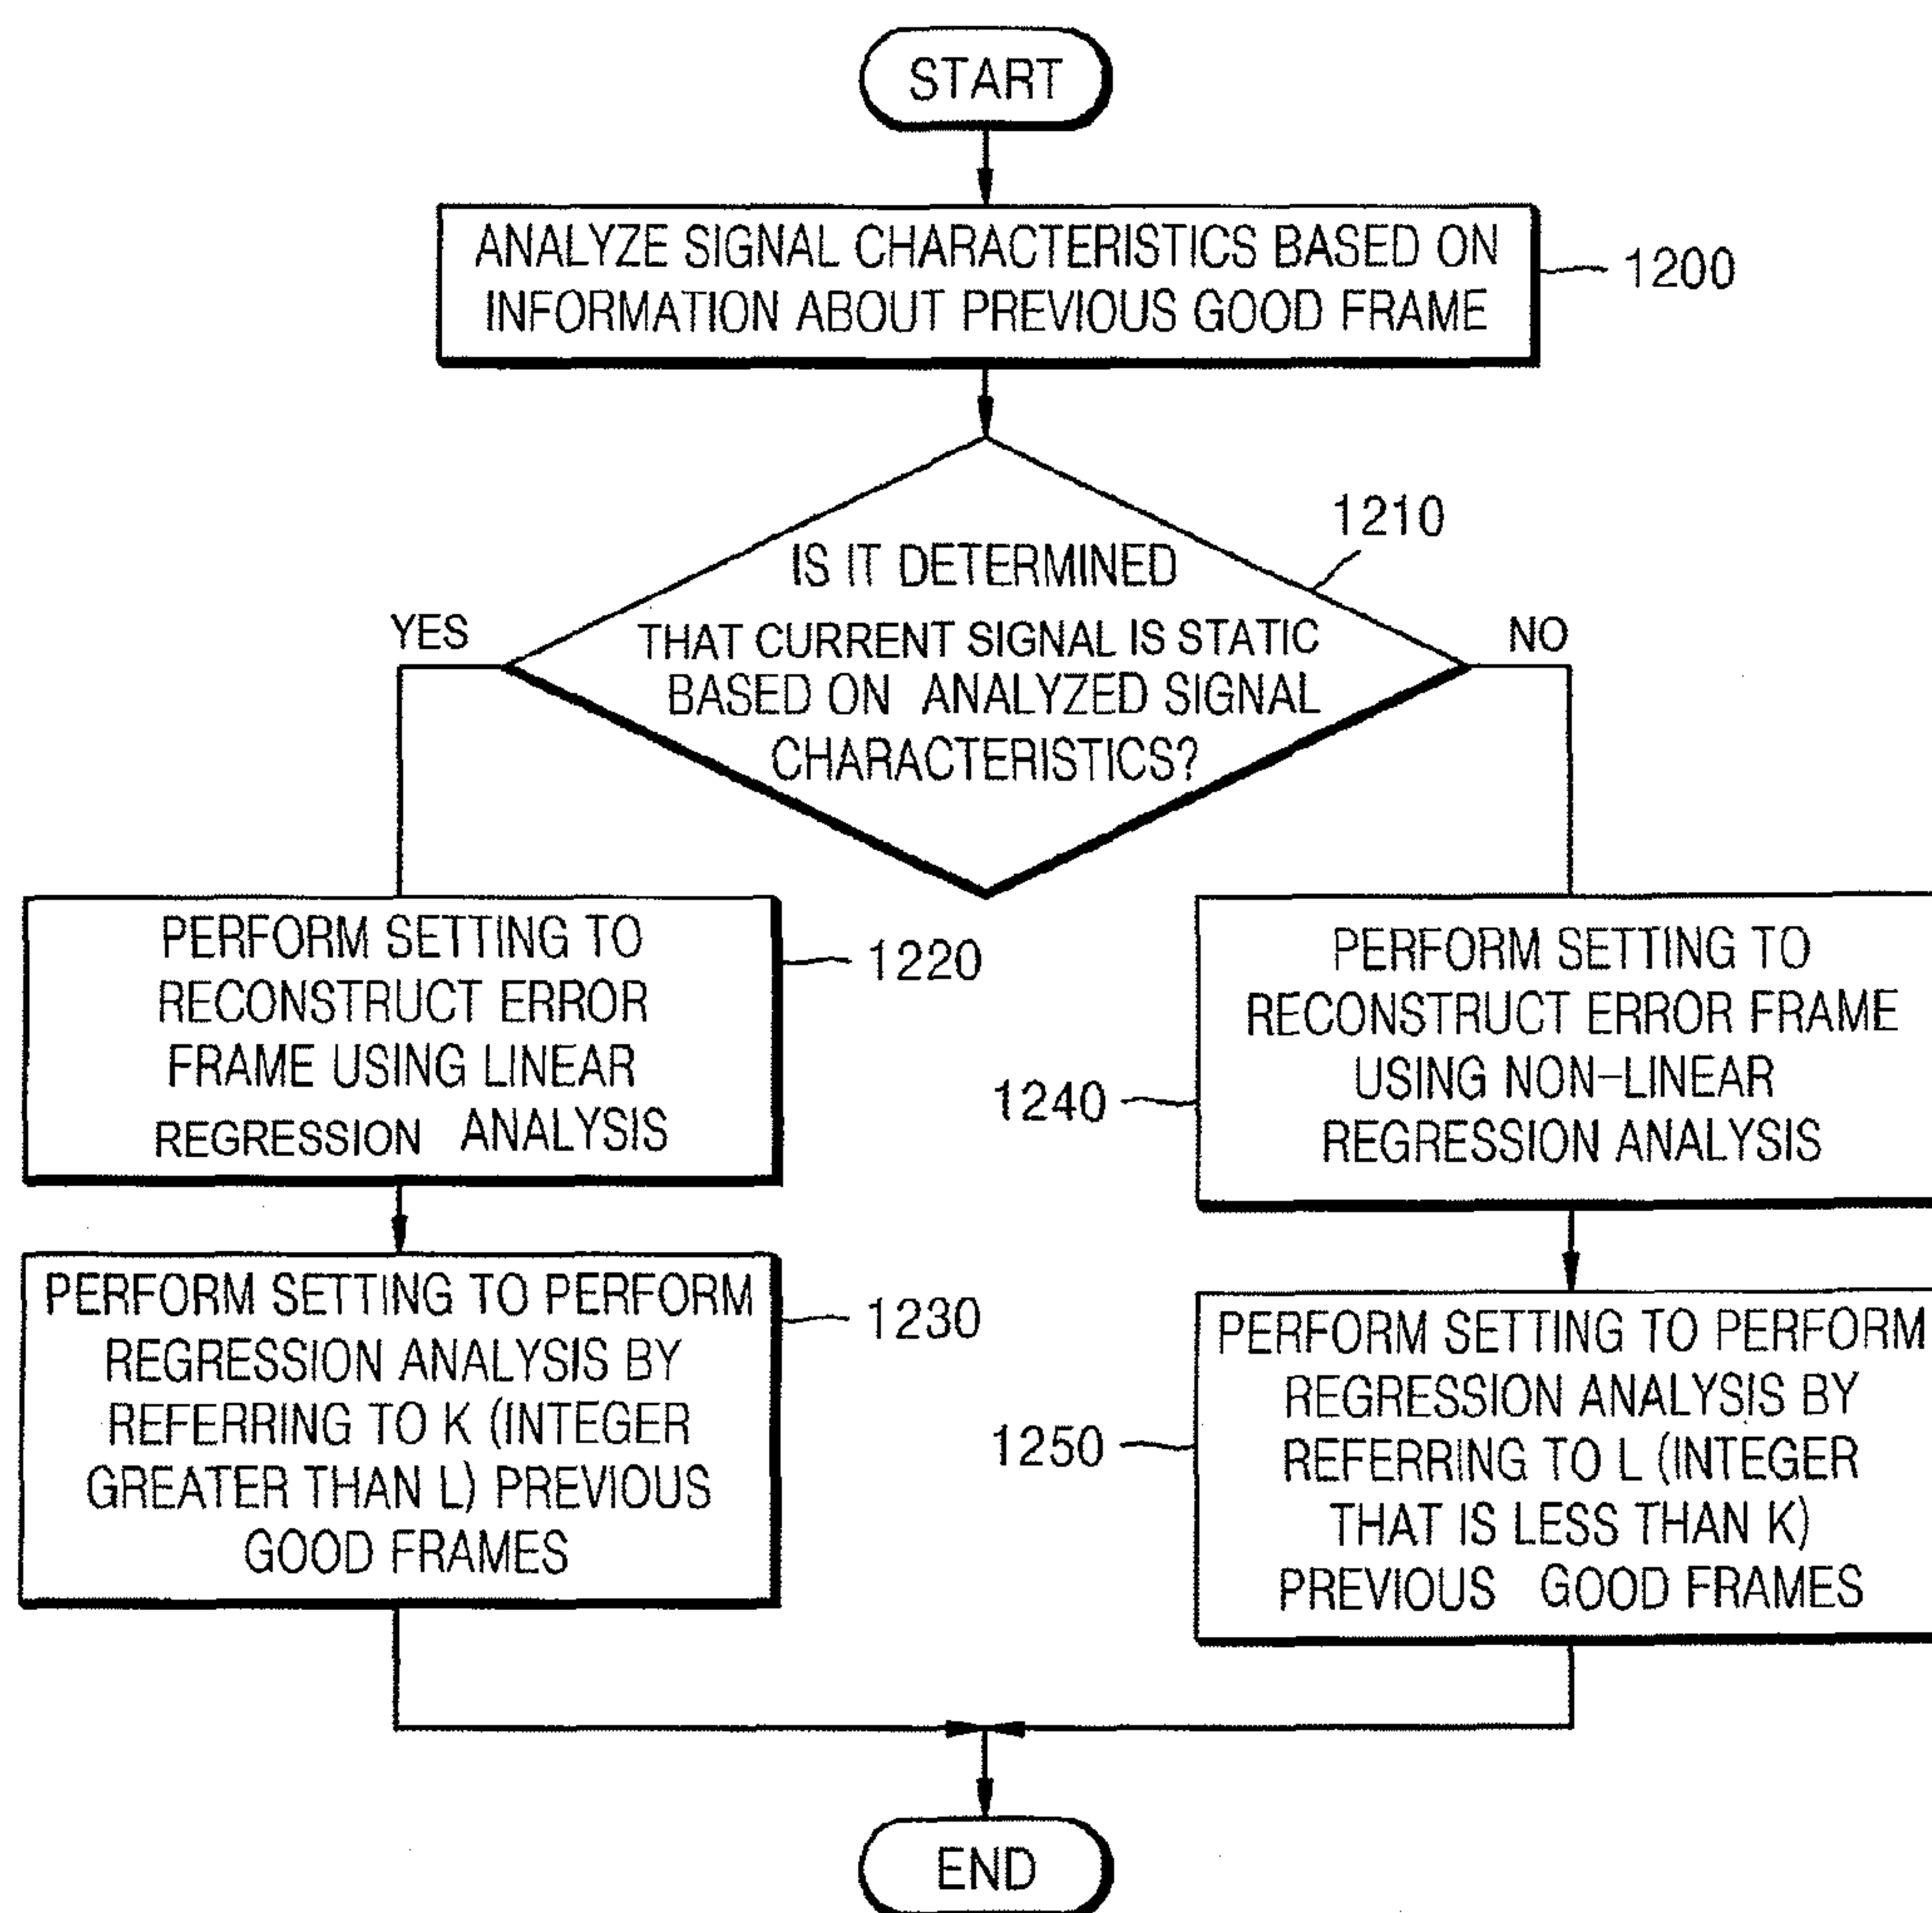 START
ANALYZE SIGNAL CHARACTERISTICS BASED ON
INFORMATION ABOUT PREVIOUS GOOD FRAME
1200
1210
IS IT DETERMINED
THAT CURRENT SIGNAL IS STATIC
BASED ON ANALYZED SIGNAL
CHARACTERISTICS?
YES
NO
PERFORM SETTING TO
RECONSTRUCT ERROR
FRAME USING LINEAR
REGRESSION ANALYSIS
1220
PERFORM SETTING TO
RECONSTRUCT ERROR FRAME
USING NON-LINEAR
REGRESSION ANALYSIS
1240
PERFORM SETTING TO PERFORM
REGRESSION ANALYSIS BY
REFERRING TO K (INTEGER
GREATER THAN L) PREVIOUS
GOOD FRAMES
1230
PERFORM SETTING TO PERFORM
REGRESSION ANALYSIS BY
REFERRING TO L (INTEGER
THAT IS LESS THAN K)
PREVIOUS GOOD FRAMES
1250
END